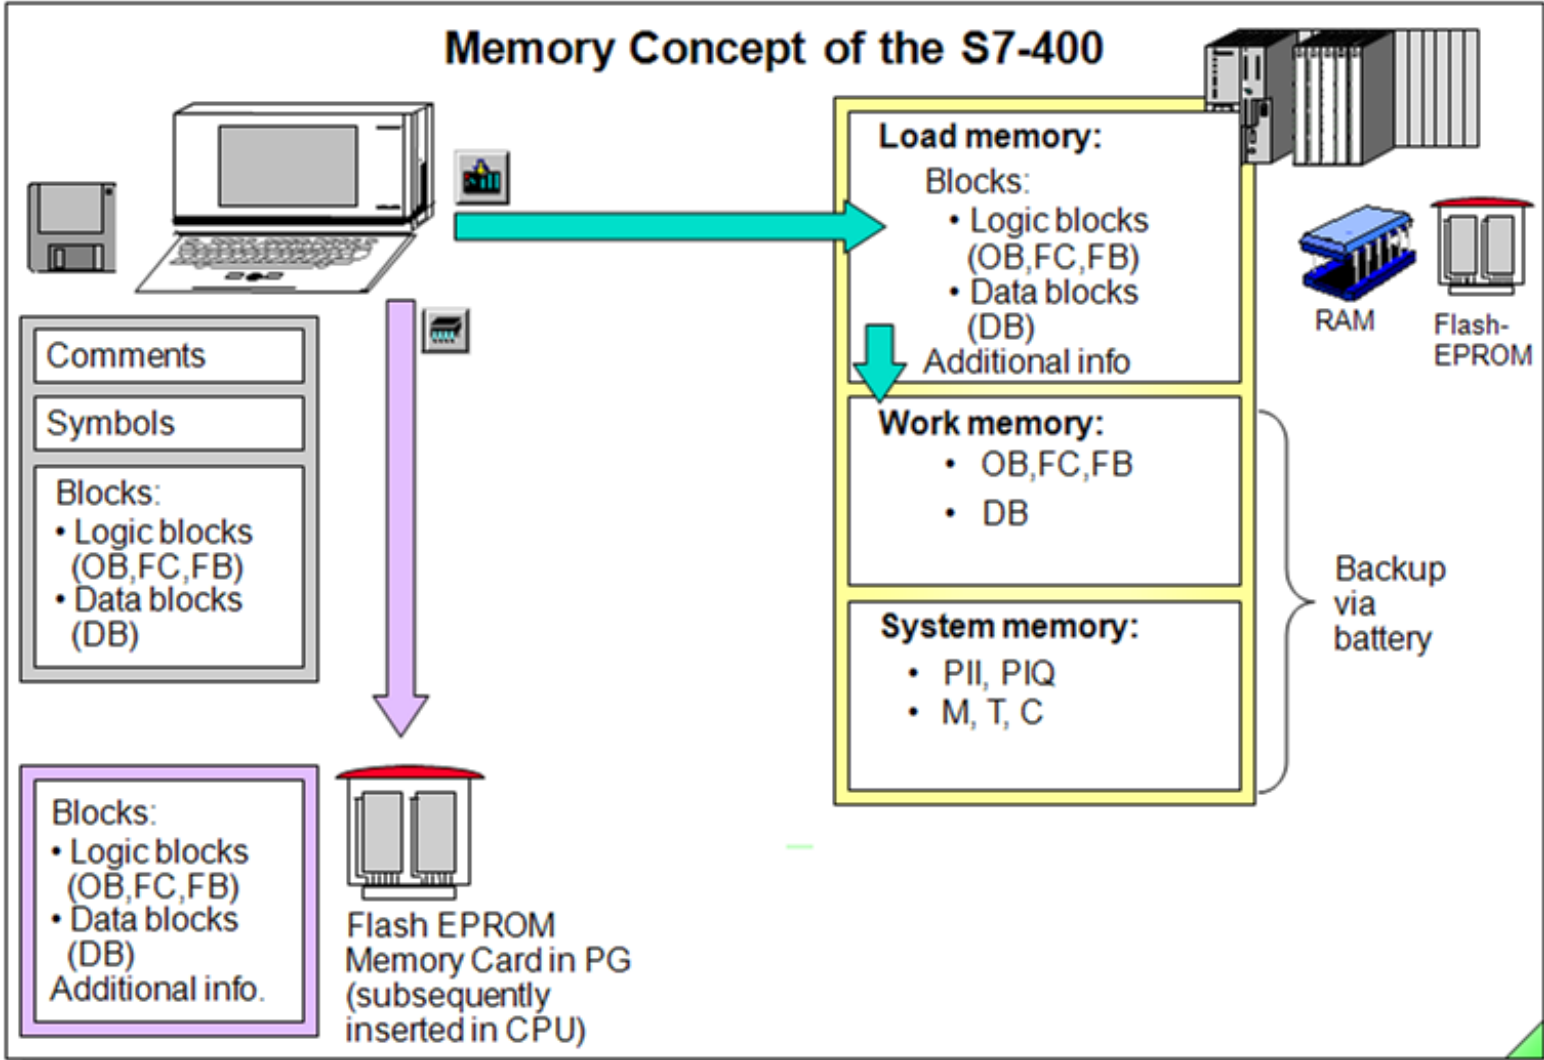 Memory Concept of the S7-400
Comments
Symbols
Blocks:
• Logic blocks
(OB,FC,FB)
• Data blocks
(DB)
Blocks:
• Logic blocks
(OB,FC,FB)
• Data blocks
(DB)
Additional info.
Flash EPROM
Memory Card in PG
(subsequently
inserted in CPU)
Load memory:
Blocks:
• Logic blocks
(OB,FC,FB)
• Data blocks
(DB)
Additional info
Work memory:
• OB,FC,FB
• DB
System memory:
• PII, PIQ
• M, T, C
RAM
Flash-
EPROM
Backup
via
battery